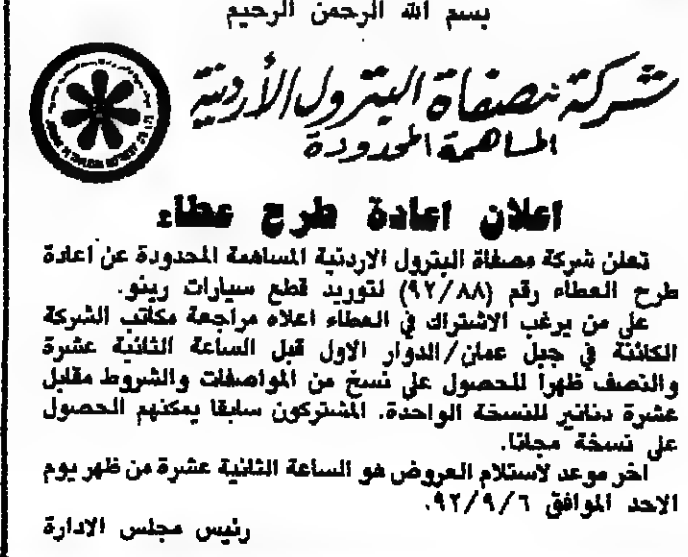 بسم الله الرحمن الرحيم
شركة مصفاة البترول الأردنية
المساهمة المحدودة
اعلان اعادة طرح عطاء
تعلن شركة مصفاة البترول الاردنية المساهمة المحدودة عن اعادة
طرح العطاء رقم (٩٢/٨٨) لتوريد قطع سيارات رينو.
على من يرغب الاشتراك في العطاء اعلاه مراجعة مكاتب الشركة
الكائنة في جبل عمان/الدوار الاول قبل الساعة الثانية عشرة
والنصف ظهرا للحصول على نسخ من المواصفات والشروط مقابل
عشرة دنانير للنسخة الواحدة. المشتركون سابقا يمكنهم الحصول
على نسخة مجانا.
اخر موعد لاستلام العروض هو الساعة الثانية عشرة من ظهر يوم
الاحد الموافق ٩٢/٩/٦.
رئيس مجلس الادارة